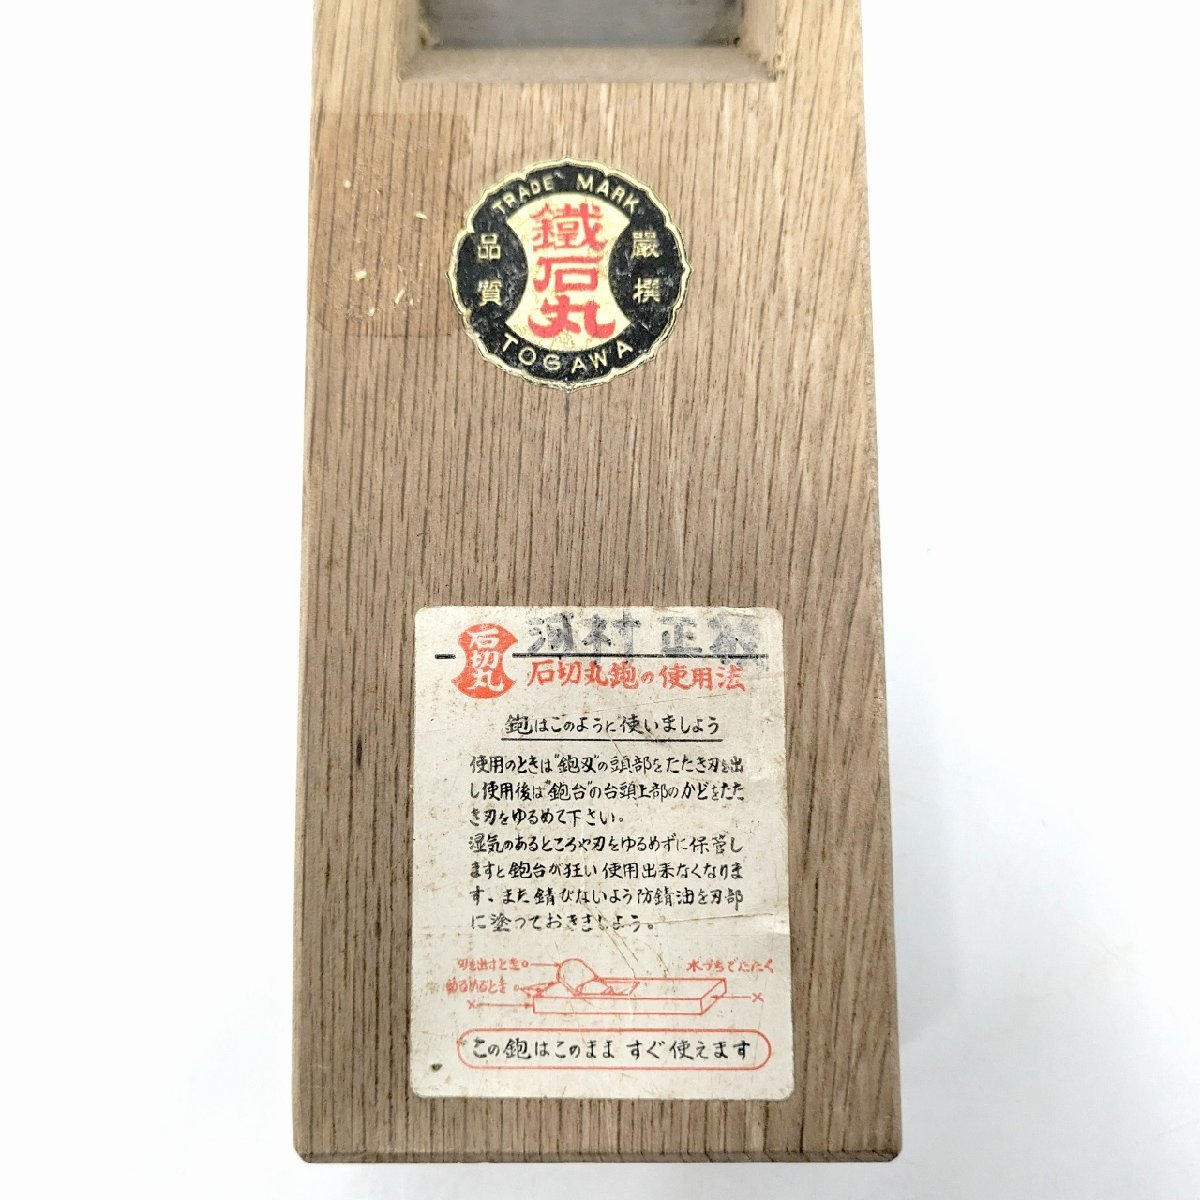 TRADE MARK
品質
鐵石丸
嚴撰
TOGAWA
河村正
石切丸
石切丸鉋の使用法
鉋はこのように使いましょう
使用のときは"鉋刄"の頭部をたたき刃を出
し使用後は"鉋台"の台頭上部のかどをたた
き刃をゆるめて下さい。
湿気のあるところや刃をゆるめずに保管し
ますと鉋台が狂い使用出来なくなりま
す、また錆びないよう防錆油を刃部
に塗っておきましょう。
刃を出すとき○
木づちでたたく
ゆるめるとき○
×
×
この鉋はこのまますぐ使えます